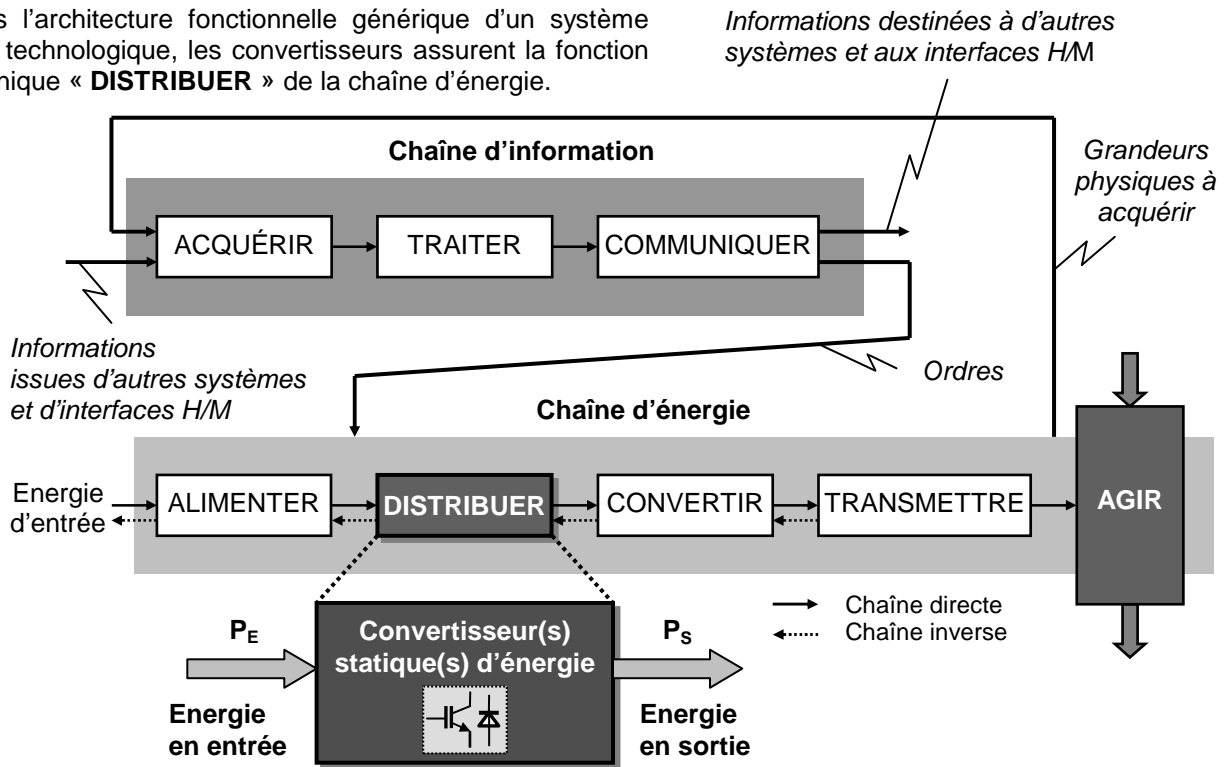 s l’architecture fonctionnelle générique d’un système
technologique, les convertisseurs assurent la fonction
nique « DISTRIBUER » de la chaîne d’énergie.
Informations destinées à d’autres
systèmes et aux interfaces H/M
Chaîne d’information
Grandeurs
physiques à
acquérir
ACQUÉRIR
TRAITER
COMMUNIQUER
Informations
issues d’autres systèmes
et d’interfaces H/M
Ordres
Chaîne d’énergie
Energie
d’entrée
ALIMENTER
DISTRIBUER
CONVERTIR
TRANSMETTRE
AGIR
Chaîne directe
Chaîne inverse
PE
Convertisseur(s)
statique(s) d’énergie
PS
Energie
en entrée
Energie
en sortie